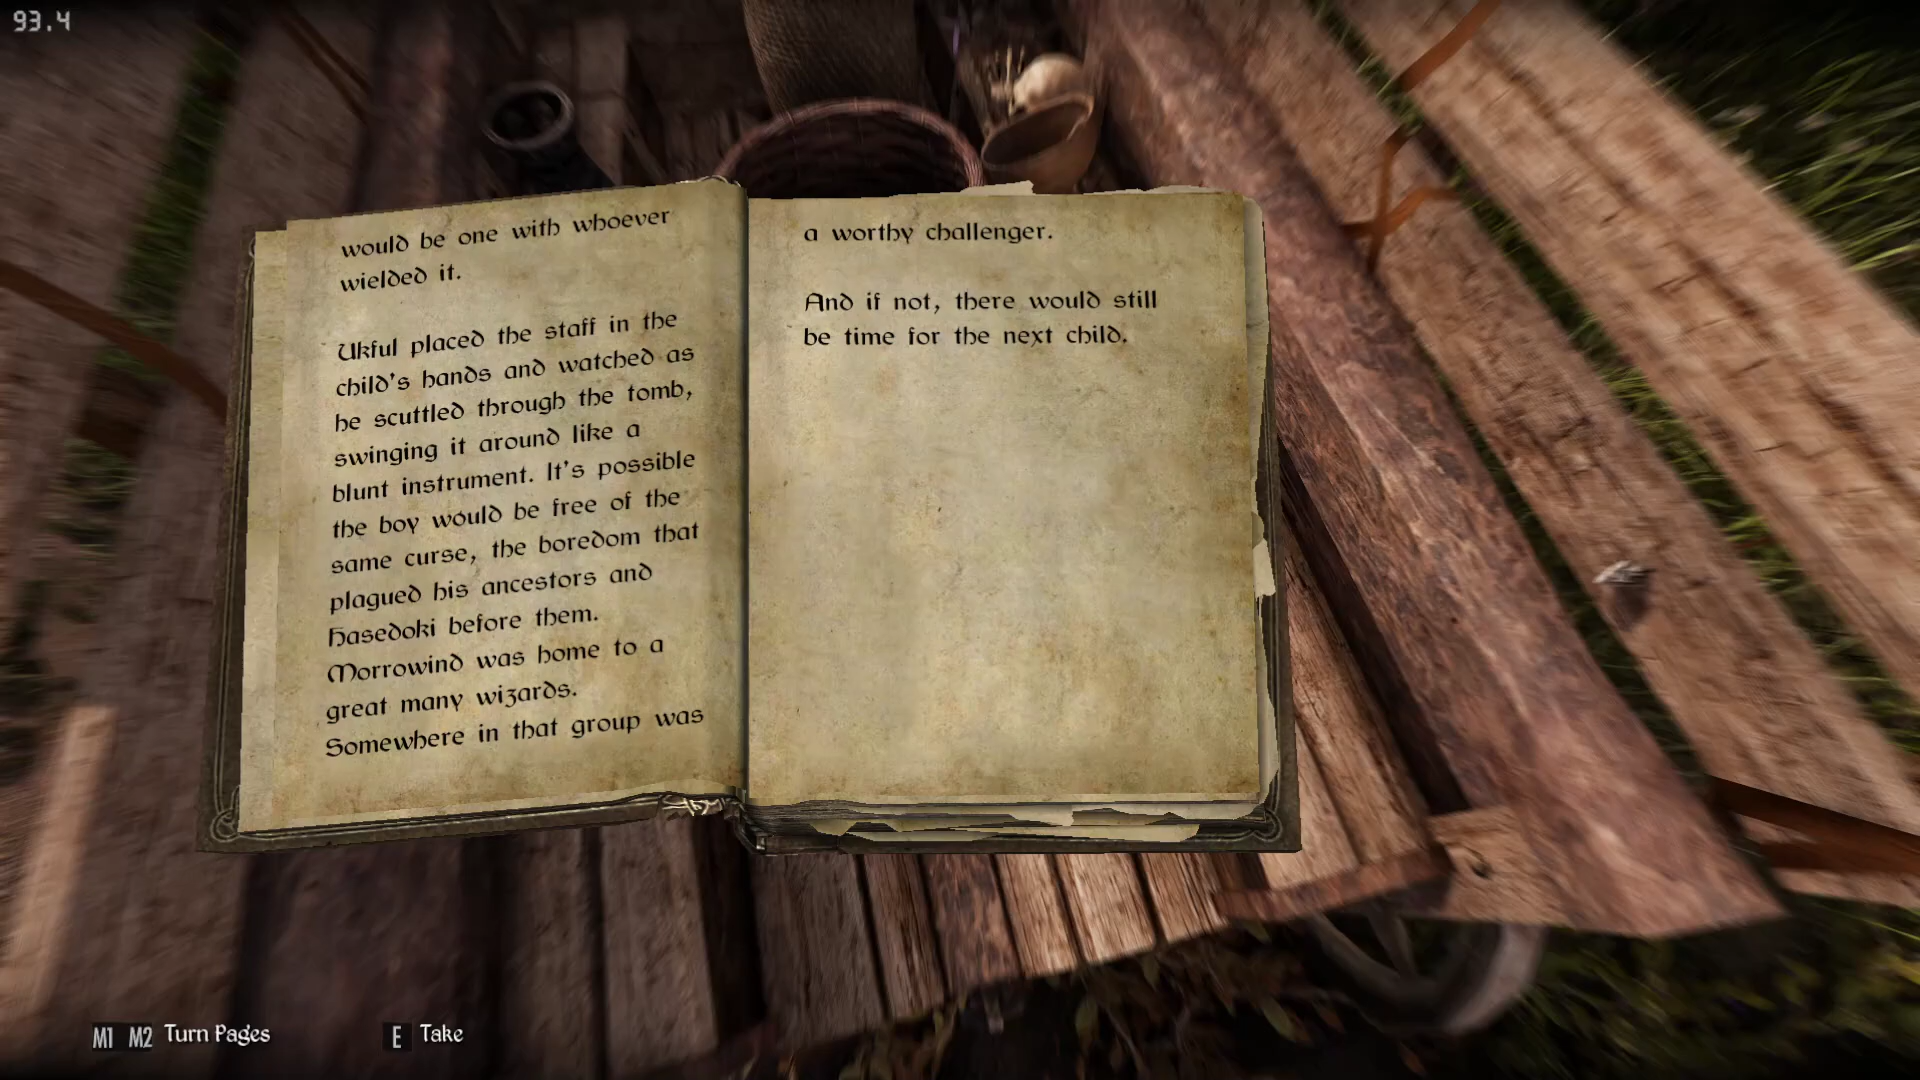 93.4
would be one with whoever
wielded it.
Ukful placed the staff in the
child's hands and watched as
he scuttled through the tomb,
swinging it around like a
blunt instrument. It's possible
the boy would be free of the
same curse, the boredom that
plagued his ancestors and
Hasedoki before them.
Morrowind was home to a
great many wizards.
Somewhere in that group was
a worthy challenger.
And if not, there would still
be time for the next child.
M1 M2 Turn Pages
E Take